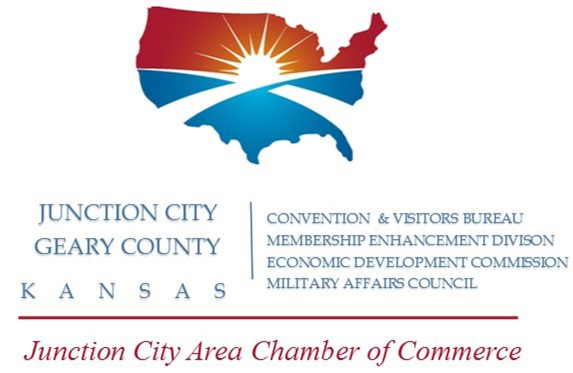 JUNCTION CITY
GEARY COUNTY
KANSAS
CONVENTION & VISITORS BUREAU
MEMBERSHIP ENHANCEMENT DIVISON
ECONOMIC DEVELOPMENT COMMISSION
MILITARY AFFAIRS COUNCIL
Junction City Area Chamber of Commerce